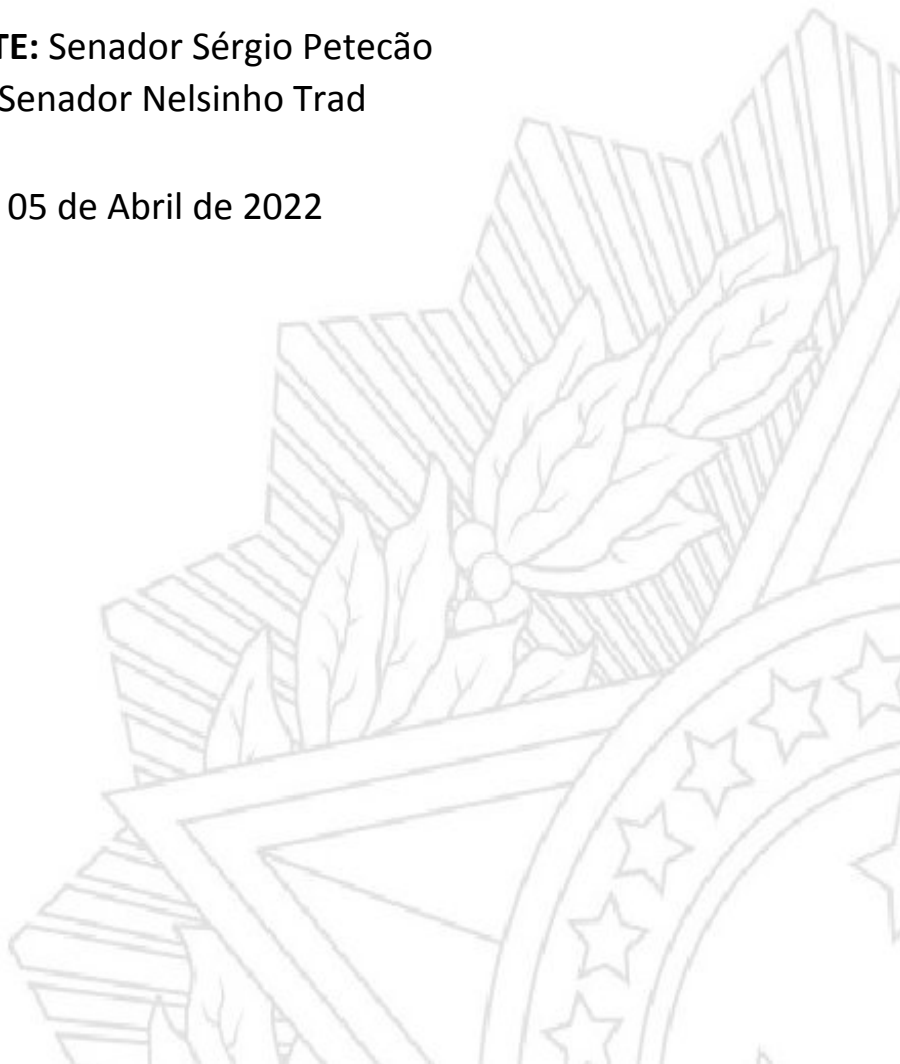 TE: Senador Sérgio Petecão
Senador Nelsinho Trad
05 de Abril de 2022